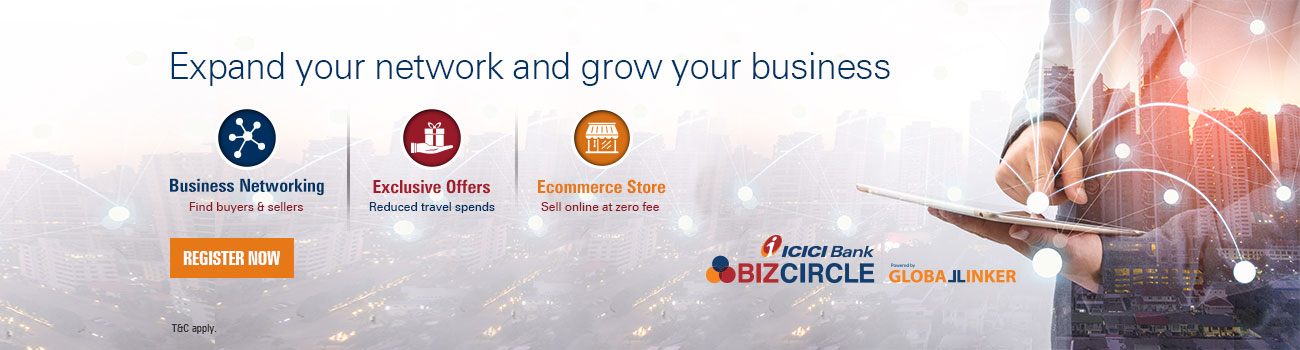 Expand your network and grow your business
Business Networking
Find buyers & sellers
Exclusive Offers
Reduced travel spends
Ecommerce Store
Sell online at zero fee
REGISTER NOW
ICICI Bank
BIZCIRCLE
Powered by
GLOBALLINKER
T&C apply.